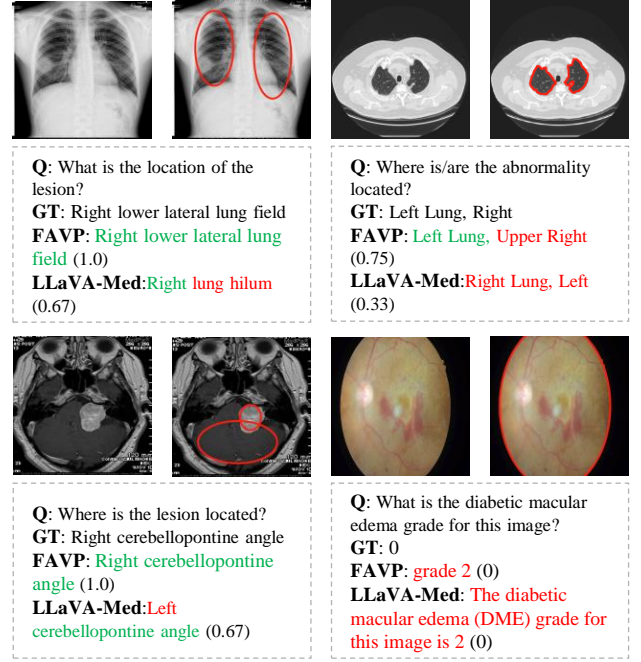 Q: What is the location of the
lesion?
GT: Right lower lateral lung field
FAVP: Right lower lateral lung
field (1.0)
LLaVA-Med:Right lung hilum
(0.67)
Q: Where is/are the abnormality
located?
GT: Left Lung, Right
FAVP: Left Lung, Upper Right
(0.75)
LLaVA-Med:Right Lung, Left
(0.33)
Q: Where is the lesion located?
GT: Right cerebellopontine angle
FAVP: Right cerebellopontine
angle (1.0)
LLaVA-Med:Left
cerebellopontine angle (0.67)
Q: What is the diabetic macular
edema grade for this image?
GT: 0
FAVP: grade 2 (0)
LLaVA-Med: The diabetic
macular edema (DME) grade for
this image is 2 (0)